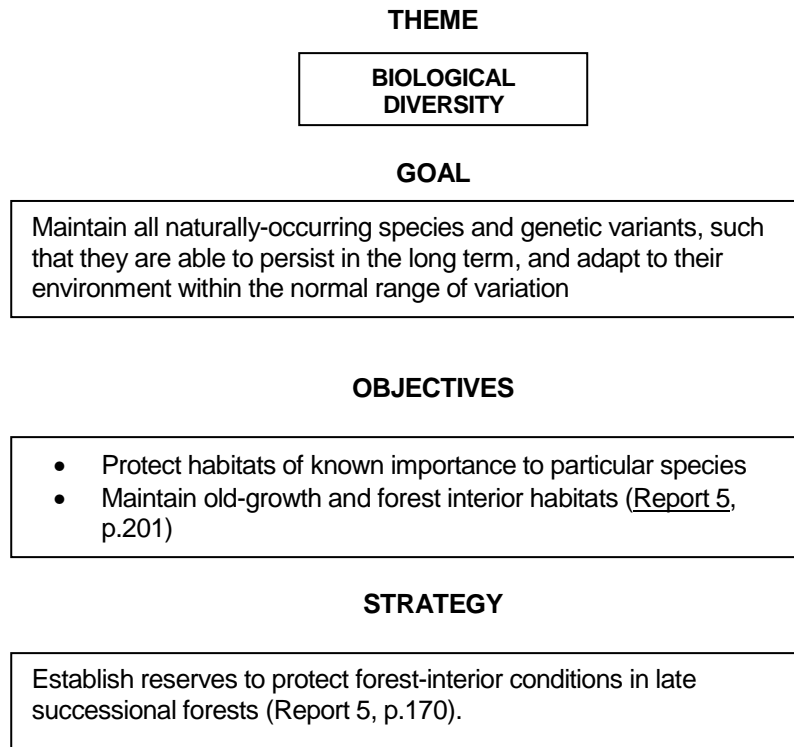 THEME
BIOLOGICAL
DIVERSITY
GOAL
Maintain all naturally-occurring species and genetic variants, such
that they are able to persist in the long term, and adapt to their
environment within the normal range of variation
OBJECTIVES
• Protect habitats of known importance to particular species
• Maintain old-growth and forest interior habitats (Report 5,
p.201)
STRATEGY
Establish reserves to protect forest-interior conditions in late
successional forests (Report 5, p.170).